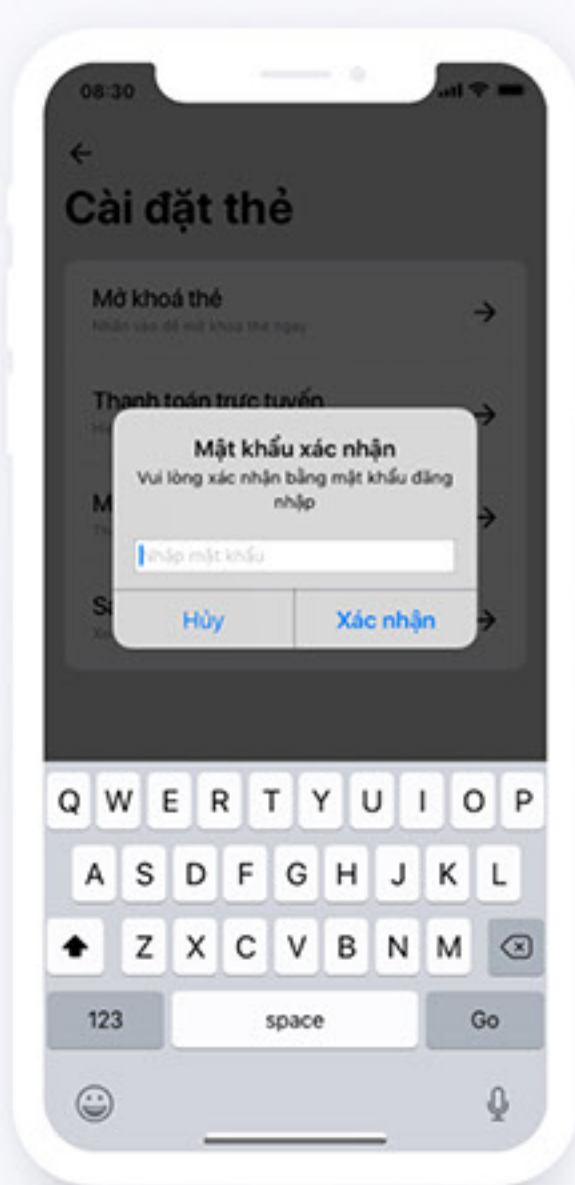 08:30
Cài đặt thẻ
Mở khoá thẻ
Nhấn vào để mở khóa thẻ ngay
Thanh toán trực tuyến
Mật khẩu xác nhận
Vui lòng xác nhận bằng mật khẩu đăng
nhập
Nhập mật khẩu
Hủy
Xác nhận
Q W E R T Y U I O P
A S D F G H J K L
Z X C V B N M
123
space
Go